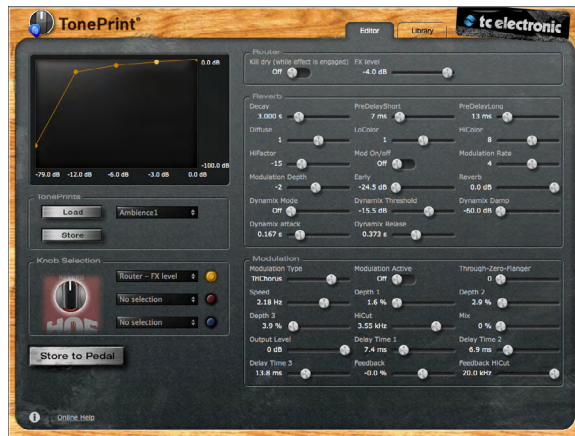 TonePrint®
Editor
Library
tc electronic
Router
Kill dry (while effect is engaged)
Off
FX level
-4.0 dB
0.0 dB
-100.0 dB
-79.0 dB -12.0 dB -6.0 dB -3.0 dB 0.0 dB
Reverb
Decay
3.000 s
PreDelayShort
7 ms
PreDelayLong
13 ms
Diffuse
1
LoColor
1
HiColor
8
HiFactor
-15
Mod On/off
Off
Modulation Rate
4
Modulation Depth
-2
Early
-24.5 dB
Reverb
0.0 dB
Dynamix Mode
Off
Dynamix Threshold
-15.5 dB
Dynamix Damp
-60.0 dB
Dynamix attack
0.167 s
Dynamix Relase
0.373 s
TonePrints
Load
Ambience1
Store
Knob Selection
HOF
Router - FX level
No selection
No selection
Store to Pedal
Modulation
Modulation Type
TriChorus
Modulation Active
Off
Through-Zero-Flanger
0
Speed
2.18 Hz
Depth 1
1.6 %
Depth 2
2.9 %
Depth 3
3.9 %
HiCut
3.55 kHz
Mix
0 %
Output Level
0 dB
Delay Time 1
7.4 ms
Delay Time 2
6.9 ms
Delay Time 3
13.8 ms
Feedback
-0.0 %
Feedback HiCut
20.0 kHz
i
Online Help